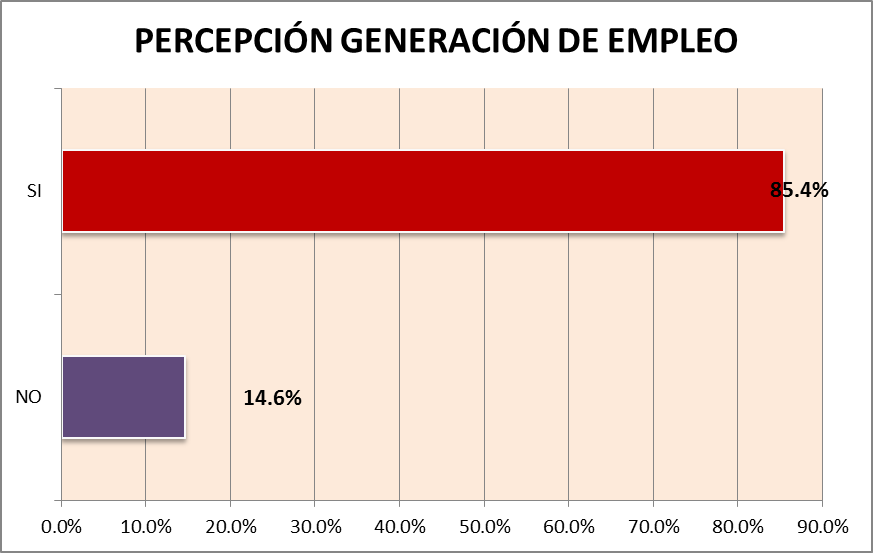 PERCEPCIÓN GENERACIÓN DE EMPLEO
SI
85.4%
NO
14.6%
0.0% 10.0% 20.0% 30.0% 40.0% 50.0% 60.0% 70.0% 80.0% 90.0%